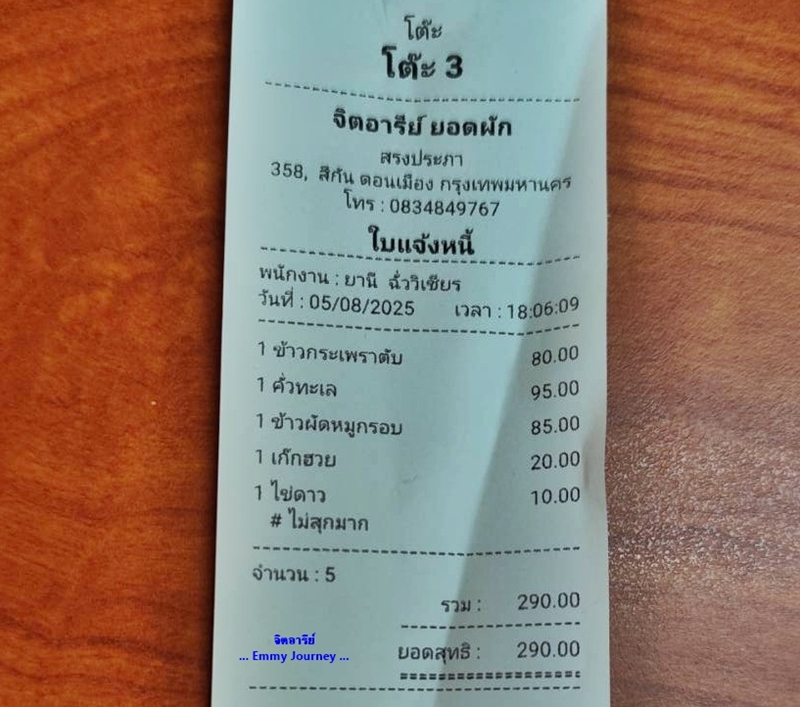 โต๊ะ
โต๊ะ 3
จิตอารีย์ ยอดผัก
สรงประภา
358, สีกัน ดอนเมือง กรุงเทพมหานคร
โทร : 0834849767
ใบแจ้งหนี้
พนักงาน : ยานี ฉั่ววิเชียร
วันที่ : 05/08/2025 เวลา : 18:06:09
1 ข้าวกระเพราตับ 80.00
1 คั่วทะเล 95.00
1 ข้าวผัดหมูกรอบ 85.00
1 เก๊กฮวย 20.00
1 ไข่ดาว 10.00
# ไม่สุกมาก
จำนวน : 5
รวม : 290.00
ยอดสุทธิ : 290.00
จิตอารีย์
... Emmy Journey ...